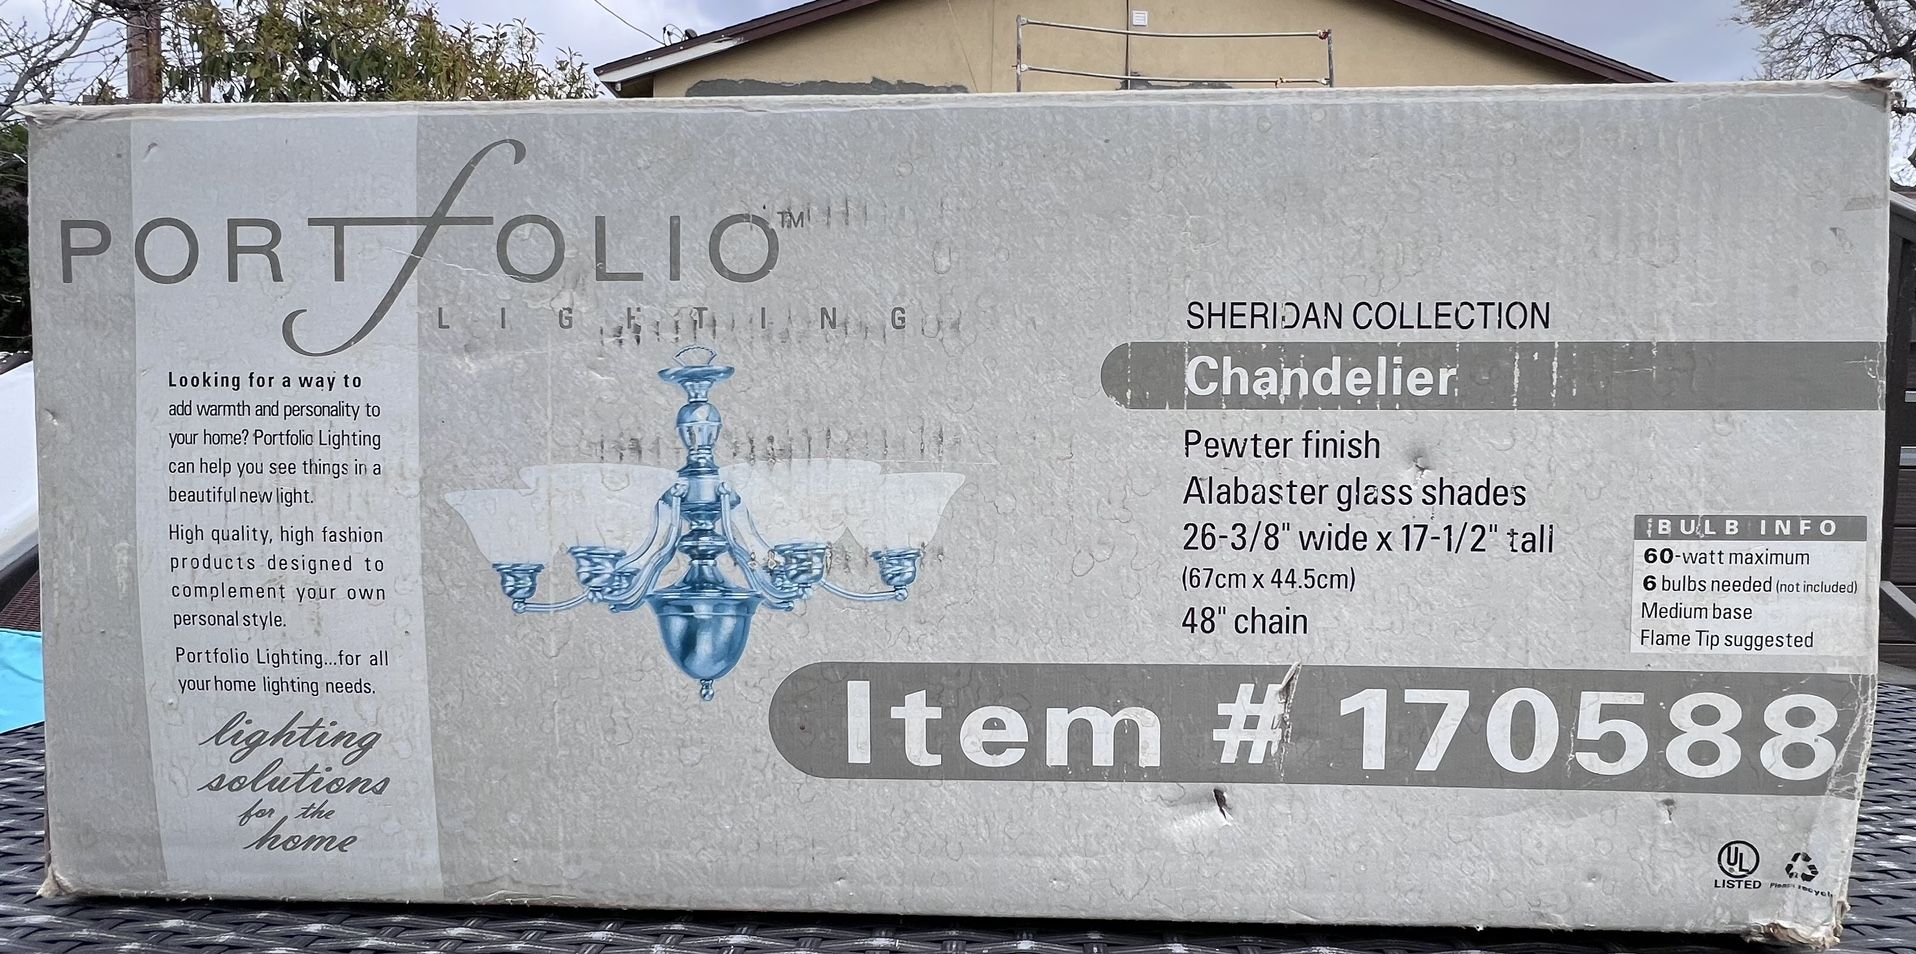 PORTfOLIO™
LIGHTING
Looking for a way to
add warmth and personality to
your home? Portfolio Lighting
can help you see things in a
beautiful new light.
High quality, high fashion
products designed to
complement your own
personal style.
Portfolio Lighting...for all
your home lighting needs.
lighting
solutions
for the
home
SHERIDAN COLLECTION
Chandelier
Pewter finish
Alabaster glass shades
26-3/8" wide x 17-1/2" tall
(67cm x 44.5cm)
48" chain
BULB INFO
60-watt maximum
6 bulbs needed (not included)
Medium base
Flame Tip suggested
Item # 170588
UL
LISTED
Please recycle